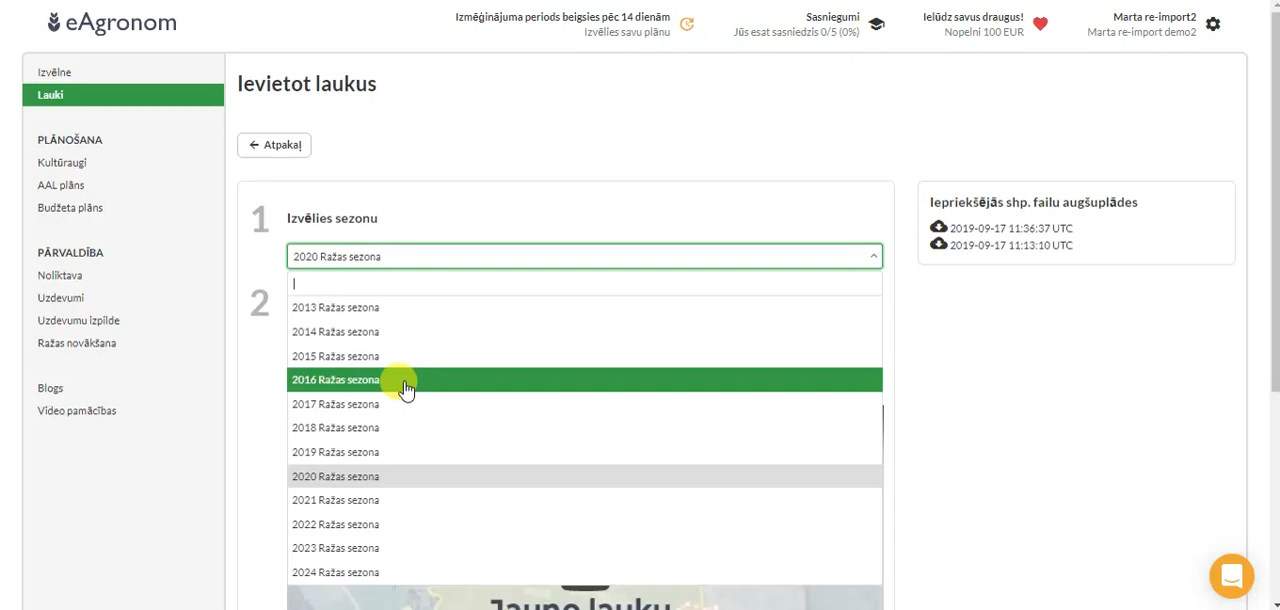 eAgronom
Izmēģinājuma periods beigsies pēc 14 dienām
Izvēlies savu plānu
Sasniegumi
Jūs esat sasniedzis 0/5 (0%)
Ielūdz savus draugus!
Nopelni 100 EUR
Marta re-import2
Marta re-import demo2
Izvēlne
Lauki
PLĀNOŠANA
Kultūraugi
AAL plāns
Budžeta plāns
PĀRVALDĪBA
Noliktava
Uzdevumi
Uzdevumu izpilde
Ražas novākšana
Blogs
Video pamācības
Ievietot laukus
Atpakaļ
1
Izvēlies sezonu
2020 Ražas sezona
2
2013 Ražas sezona
2014 Ražas sezona
2015 Ražas sezona
2016 Ražas sezona
2017 Ražas sezona
2018 Ražas sezona
2019 Ražas sezona
2020 Ražas sezona
2021 Ražas sezona
2022 Ražas sezona
2023 Ražas sezona
2024 Ražas sezona
Jauno lauku
Iepriekšējās shp. failu augšuplādes
2019-09-17 11:36:37 UTC
2019-09-17 11:13:10 UTC